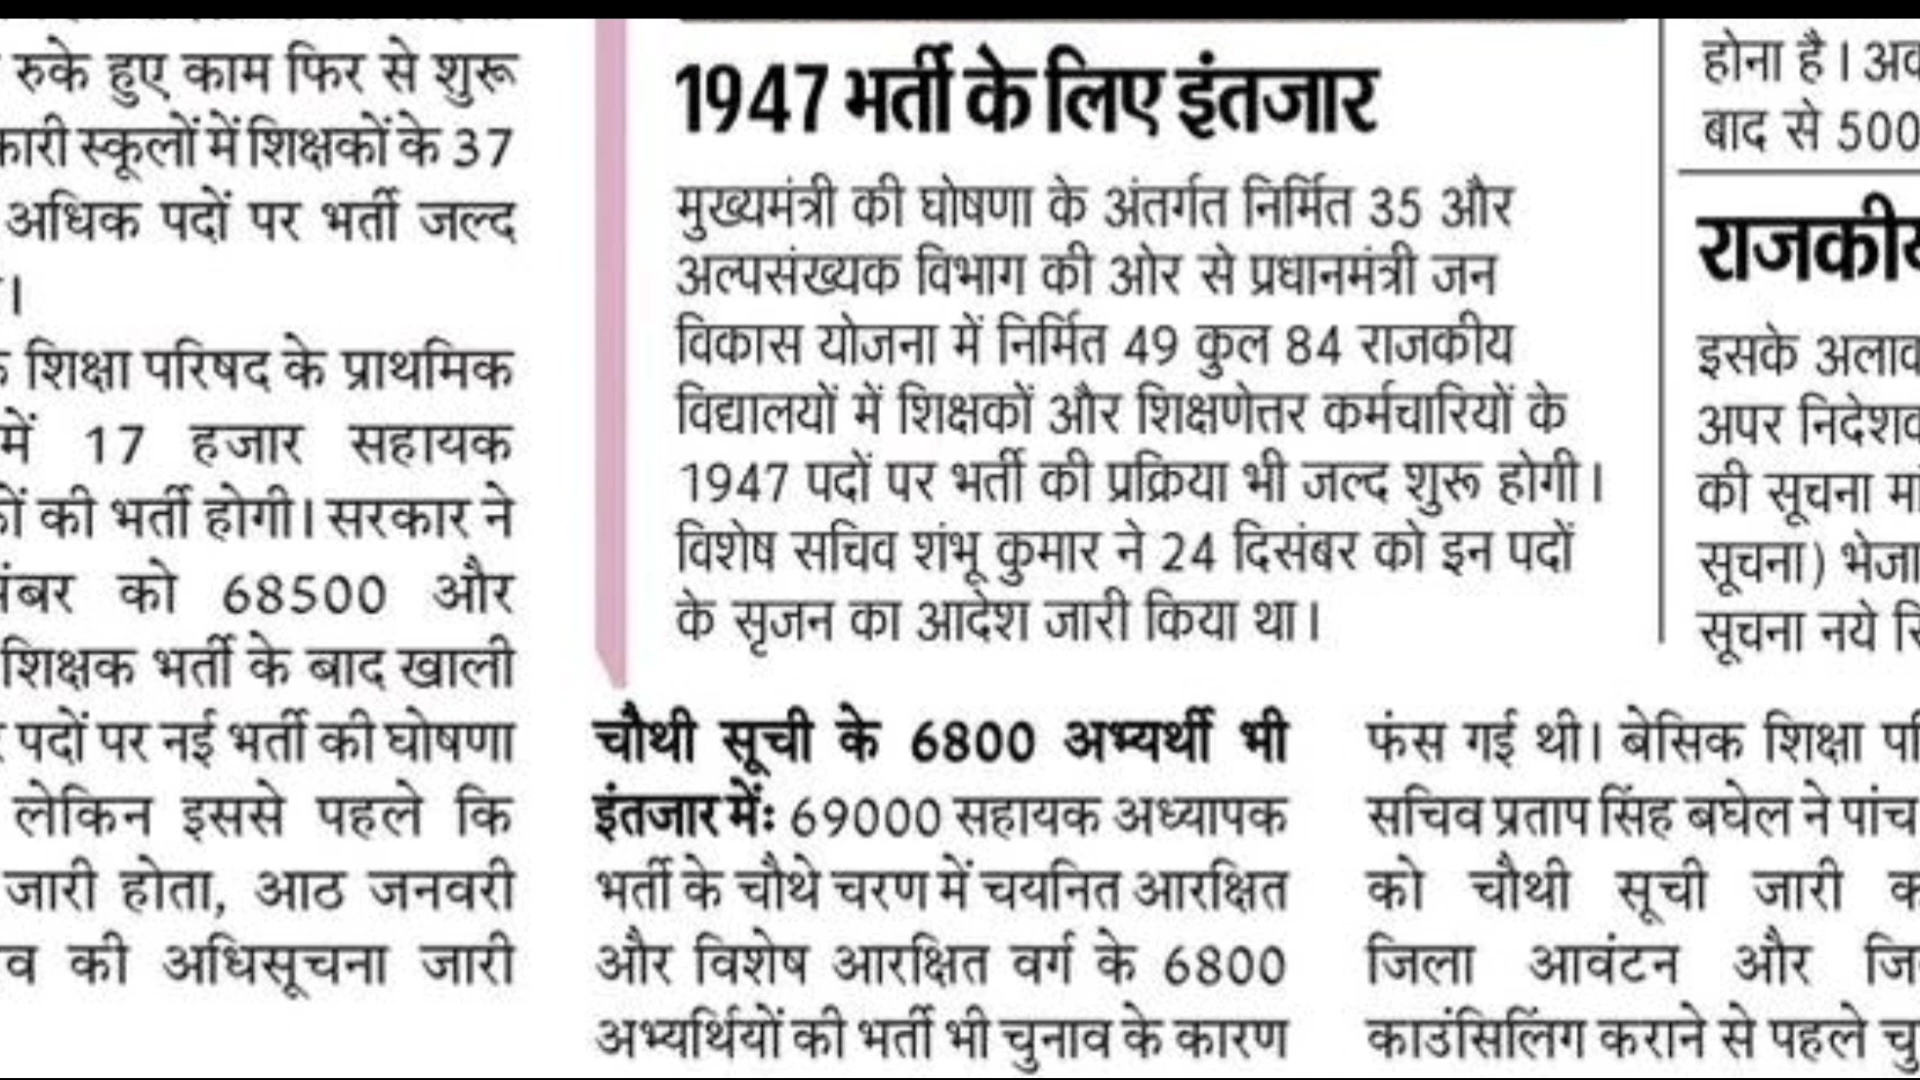 रुके हुए काम फिर से शुरू
स्कूलों में शिक्षकों के 37
अधिक पदों पर भर्ती जल्द
।
शिक्षा परिषद के प्राथमिक
में 17 हजार सहायक
की भर्ती होगी। सरकार ने
को 68500 और
शिक्षक भर्ती के बाद खाली
पदों पर नई भर्ती की घोषणा
लेकिन इससे पहले कि
जारी होता, आठ जनवरी
की अधिसूचना जारी
1947 भर्ती के लिए इंतजार
मुख्यमंत्री की घोषणा के अंतर्गत निर्मित 35 और
अल्पसंख्यक विभाग की ओर से प्रधानमंत्री जन
विकास योजना में निर्मित 49 कुल 84 राजकीय
विद्यालयों में शिक्षकों और शिक्षणेत्तर कर्मचारियों के
1947 पदों पर भर्ती की प्रक्रिया भी जल्द शुरू होगी।
विशेष सचिव शंभू कुमार ने 24 दिसंबर को इन पदों
के सृजन का आदेश जारी किया था।
चौथी सूची के 6800 अभ्यर्थी भी
इंतजार में: 69000 सहायक अध्यापक
भर्ती के चौथे चरण में चयनित आरक्षित
और विशेष आरक्षित वर्ग के 6800
अभ्यर्थियों की भर्ती भी चुनाव के कारण
फंस गई थी। बेसिक शिक्षा
सचिव प्रताप सिंह बघेल ने पांच
को चौथी सूची जारी
जिला आवंटन और
काउंसिलिंग कराने से पहले
होना है।
बाद से 500
राजकीय
इसके
अपर
की सूचना
सूचना)
सूचना नये